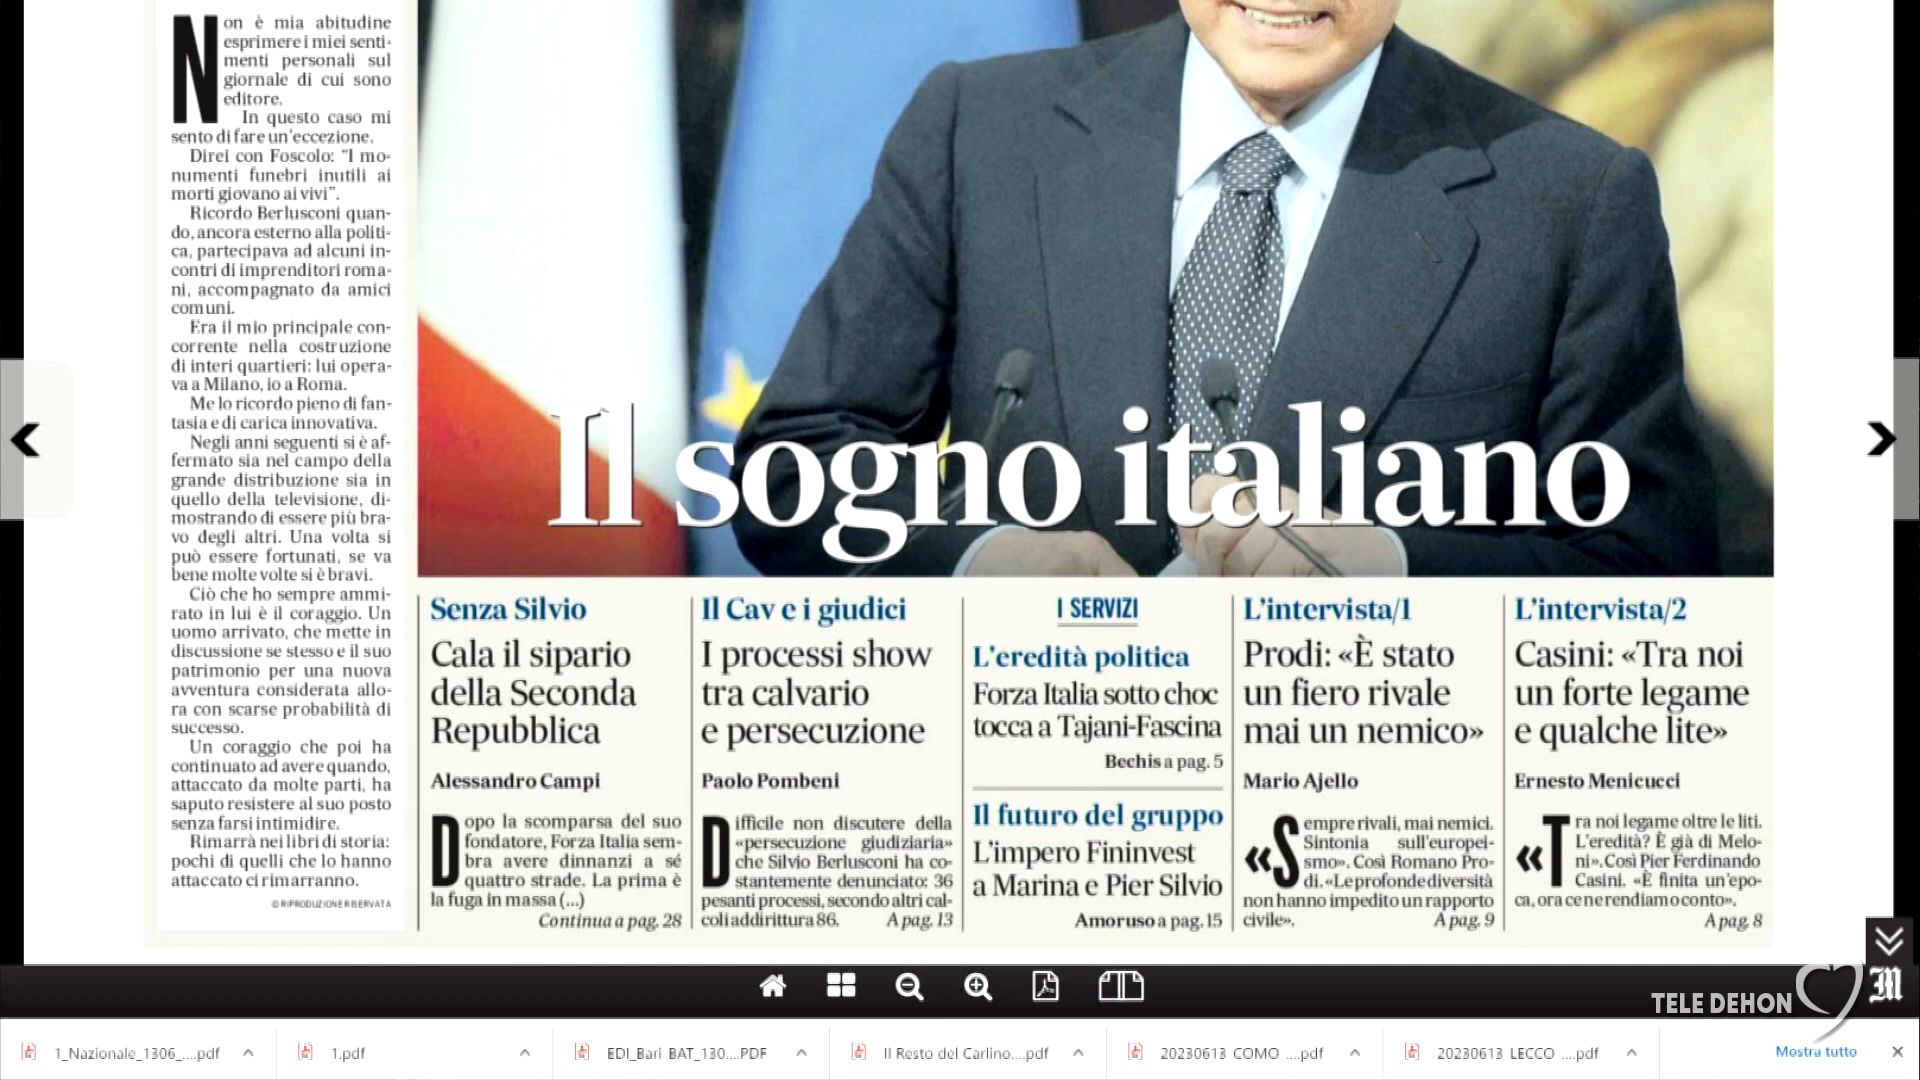 Non è mia abitudine
esprimere i miei senti-
menti personali sul
giornale di cui sono
editore.
In questo caso mi
sento di fare un'eccezione.
Direi con Foscolo: "I mo-
numenti funebri inutili ai
morti giovano ai vivi".
Ricordo Berlusconi quan-
do, ancora esterno alla politi-
ca, partecipava ad alcuni in-
contri di imprenditori roma-
ni, accompagnato da amici
comuni.
Era il mio principale con-
corrente nella costruzione
di interi quartieri: lui opera-
va a Milano, io a Roma.
Me lo ricordo pieno di fan-
tasia e di carica innovativa.
Negli anni seguenti si è af-
fermato sia nel campo della
grande distribuzione sia in
quello della televisione, di-
mostrando di essere più bra-
vo degli altri. Una volta si
può essere fortunati, se va
bene molte volte si è bravi.
Ciò che ho sempre ammi-
rato in lui è il coraggio. Un
uomo arrivato, che mette in
discussione se stesso e il suo
patrimonio per una nuova
avventura considerata allo-
ra con scarse probabilità di
successo.
Un coraggio che poi ha
continuato ad avere quando,
attaccato da molte parti, ha
saputo resistere al suo posto
senza farsi intimidire.
Rimarrà nei libri di storia:
pochi di quelli che lo hanno
attaccato ci rimarranno.
© RIPRODUZIONE RISERVATA
Il sogno italiano
Senza Silvio
Cala il sipario
della Seconda
Repubblica
Alessandro Campi
Dopo la scomparsa del suo
fondatore, Forza Italia sem-
bra avere dinnanzi a sé
quattro strade. La prima è
la fuga in massa (...)
Continua a pag. 28
Il Cav e i giudici
I processi show
tra calvario
e persecuzione
Paolo Pombeni
Difficile non discutere della
«persecuzione giudiziaria»
che Silvio Berlusconi ha co-
stantemente denunciato: 36
pesanti processi, secondo altri cal-
coli addirittura 86. A pag. 13
I SERVIZI
L'eredità politica
Forza Italia sotto choc
tocca a Tajani-Fascina
Bechis a pag. 5
Il futuro del gruppo
L'impero Fininvest
a Marina e Pier Silvio
Amoruso a pag. 15
L'intervista/1
Prodi: «È stato
un fiero rivale
mai un nemico»
Mario Ajello
«Sempre rivali, mai nemici.
Sintonia sull'europei-
smo». Così Romano Pro-
di. «Le profonde diversità
non hanno impedito un rapporto
civile». A pag. 9
L'intervista/2
Casini: «Tra noi
un forte legame
e qualche lite»
Ernesto Menicucci
«Tra noi legame oltre le liti.
L'eredità? È già di Melo-
ni». Così Pier Ferdinando
Casini. «È finita un'epo-
ca, ora ce ne rendiamo conto».
A pag. 8
TELE DEHON
M
1_Nazionale_1306_....pdf
1.pdf
EDI_Bari BAT_130....PDF
Il Resto del Carlino....pdf
20230613 COMO ....pdf
20230613 LECCO ....pdf
Mostra tutto